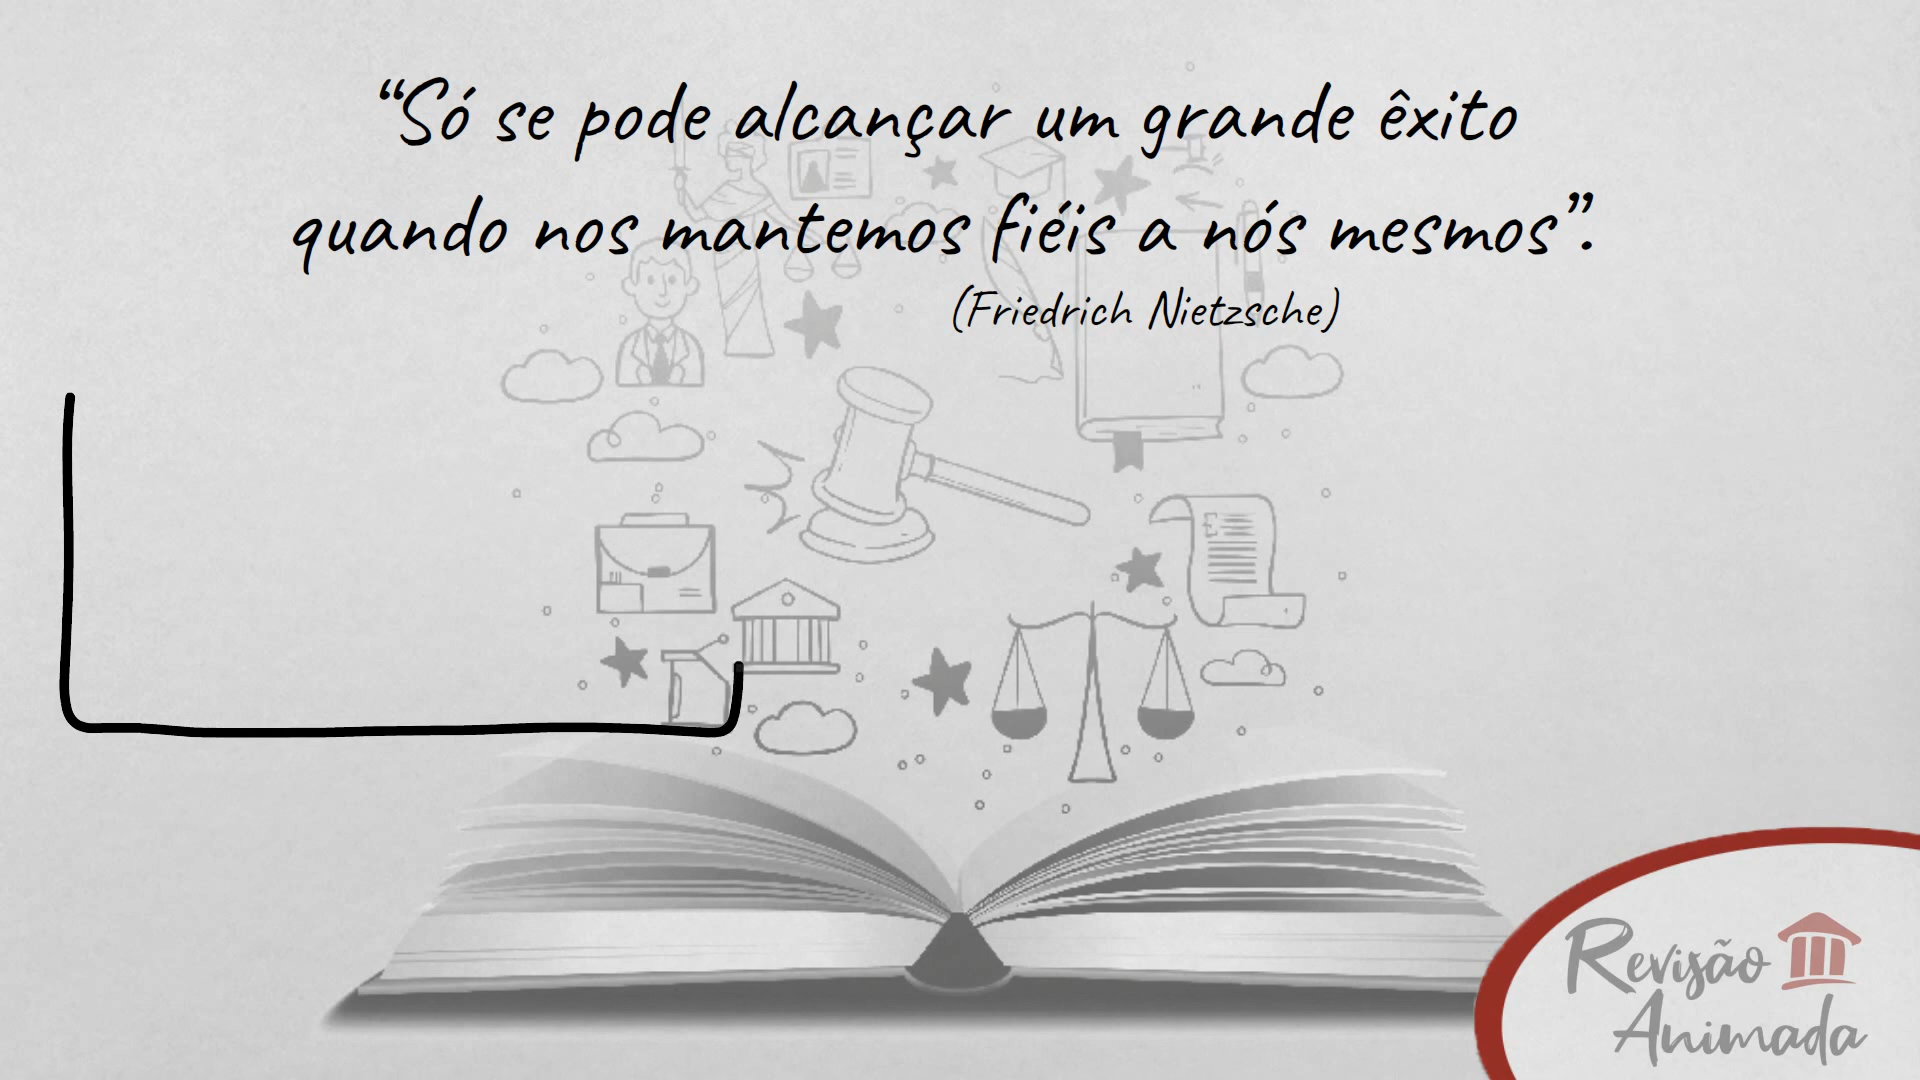 “Só se pode alcançar um grande êxito
quando nos mantemos fiéis a nós mesmos”.
(Friedrich Nietzsche)
Revisão
Animada